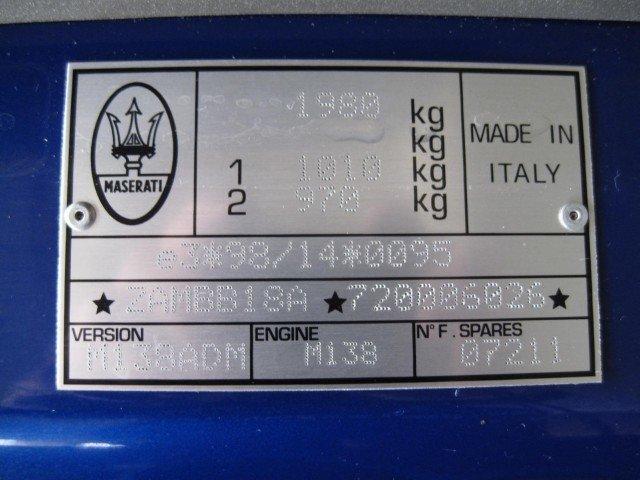 MASERATI
1980 kg
kg
1 1010 kg
2 970 kg
MADE IN
ITALY
e3*98/14*0095
★ ZAMBB18A ★ 720006026 ★
VERSION
M138ADM
ENGINE
M138
N° F. SPARES
07211